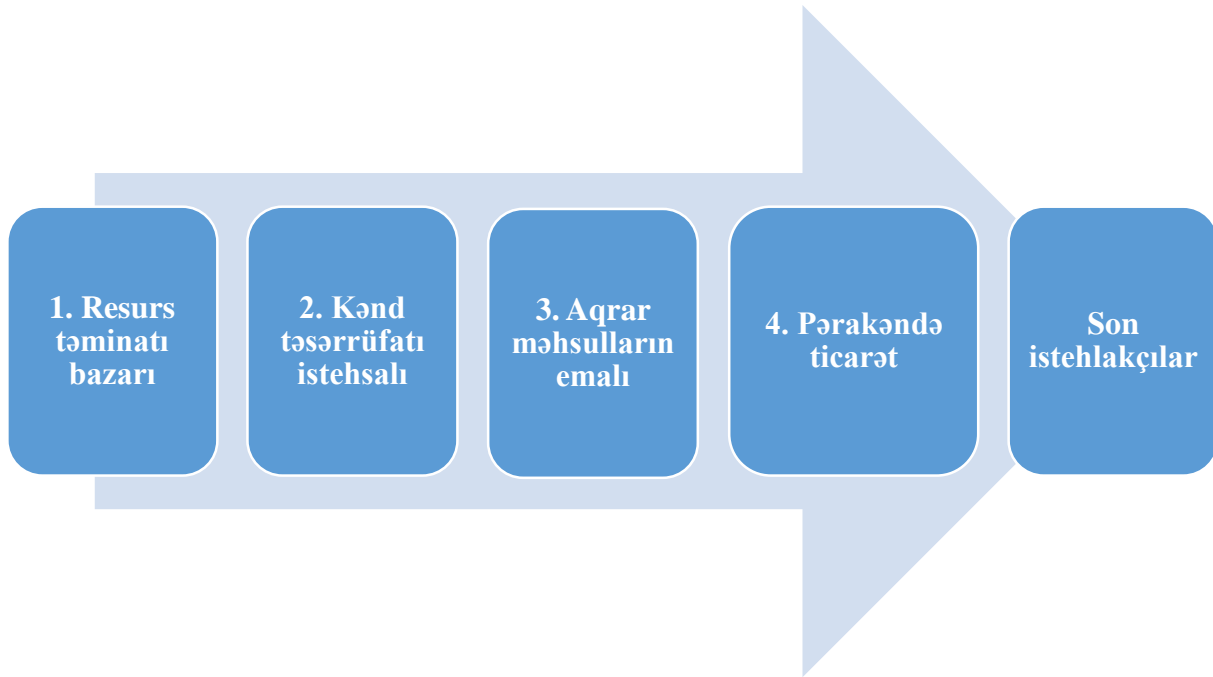 1. Resurs
təminatı
bazarı
2. Kənd
təsərrüfatı
istehsalı
3. Aqrar
məhsulların
emalı
4. Pərakəndə
ticarət
Son
istehlakçılar